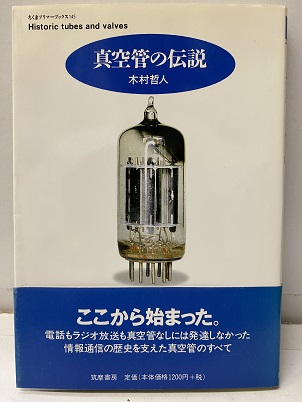 ちくまプリマーブックス145
Historic tubes and valves
真空管の伝説
木村哲人
ここから始まった。
電話もラジオ放送も真空管なしには発達しなかった
情報通信の歴史を支えた真空管のすべて
筑摩書房 定価(本体価格1200円+税)